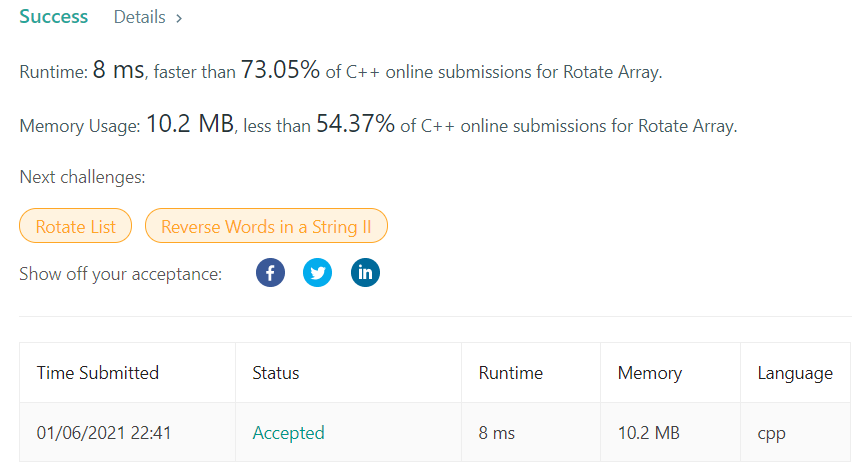 Success Details >
Runtime: 8 ms, faster than 73.05% of C++ online submissions for Rotate Array.
Memory Usage: 10.2 MB, less than 54.37% of C++ online submissions for Rotate Array.
Next challenges:
Rotate List Reverse Words in a String II
Show off your acceptance: f in
Time Submitted Status Runtime Memory Language
01/06/2021 22:41 Accepted 8 ms 10.2 MB cpp